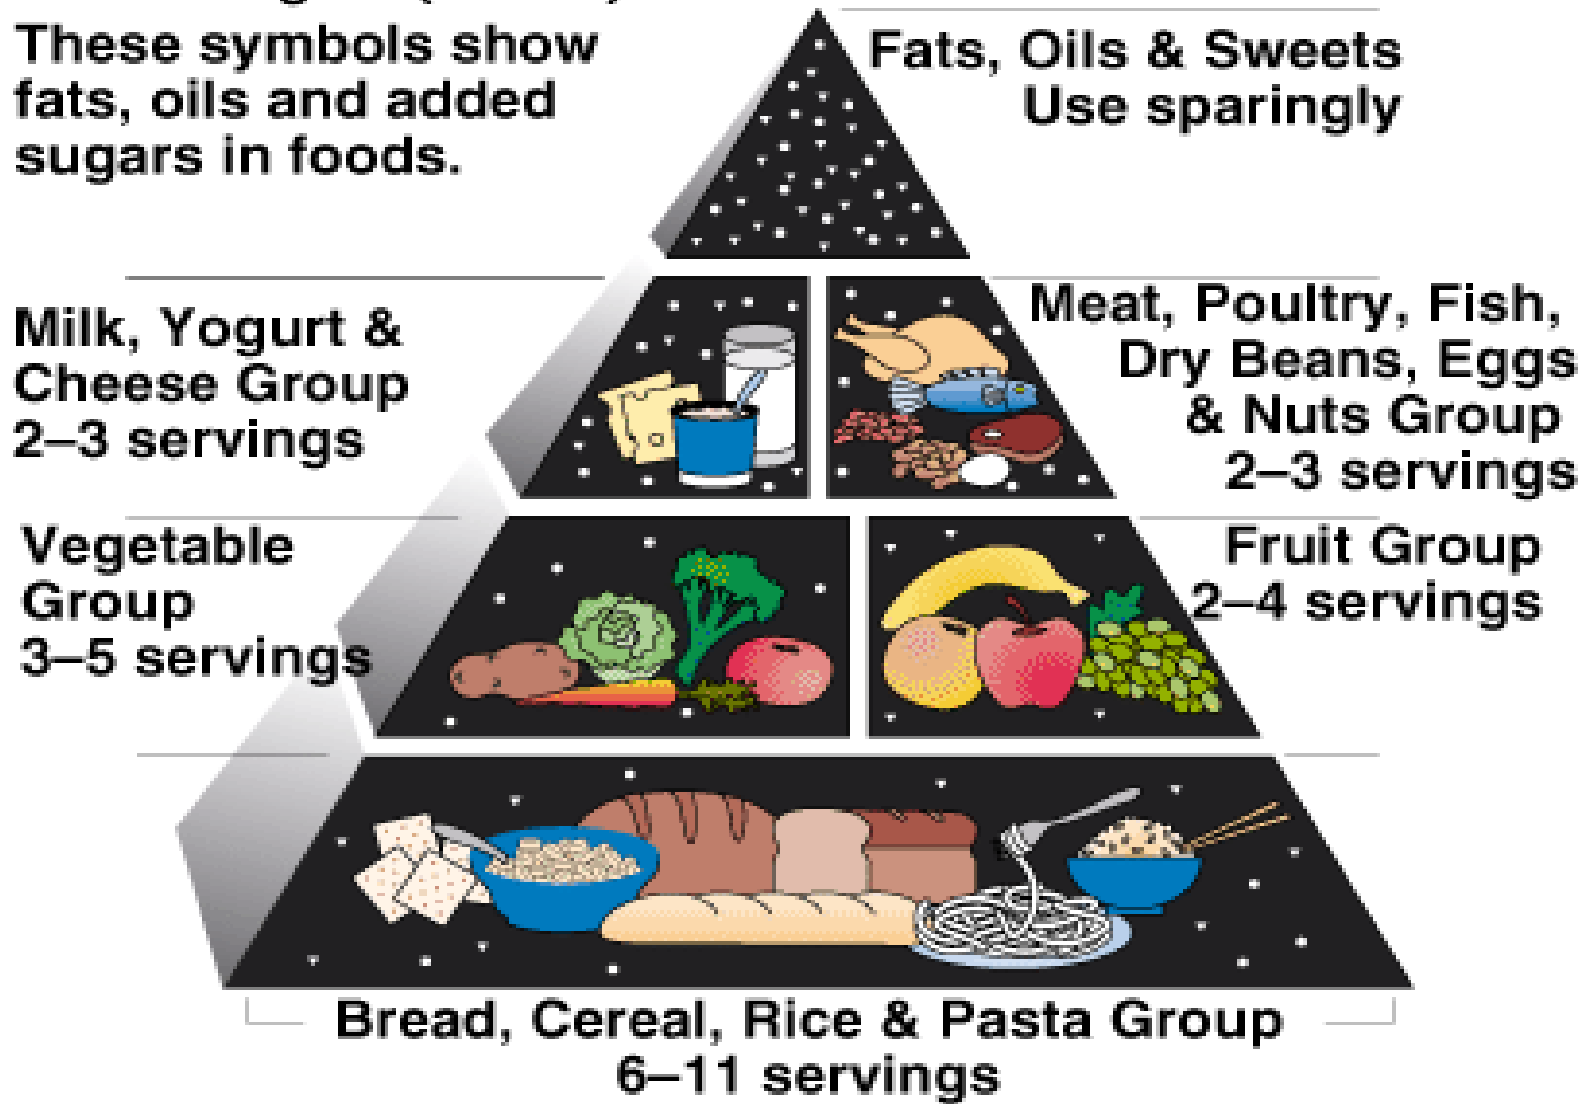 These symbols show
fats, oils and added
sugars in foods.
Fats, Oils & Sweets
Use sparingly
Milk, Yogurt &
Cheese Group
2–3 servings
Meat, Poultry, Fish,
Dry Beans, Eggs
& Nuts Group
2–3 servings
Vegetable
Group
3–5 servings
Fruit Group
2–4 servings
Bread, Cereal, Rice & Pasta Group
6–11 servings